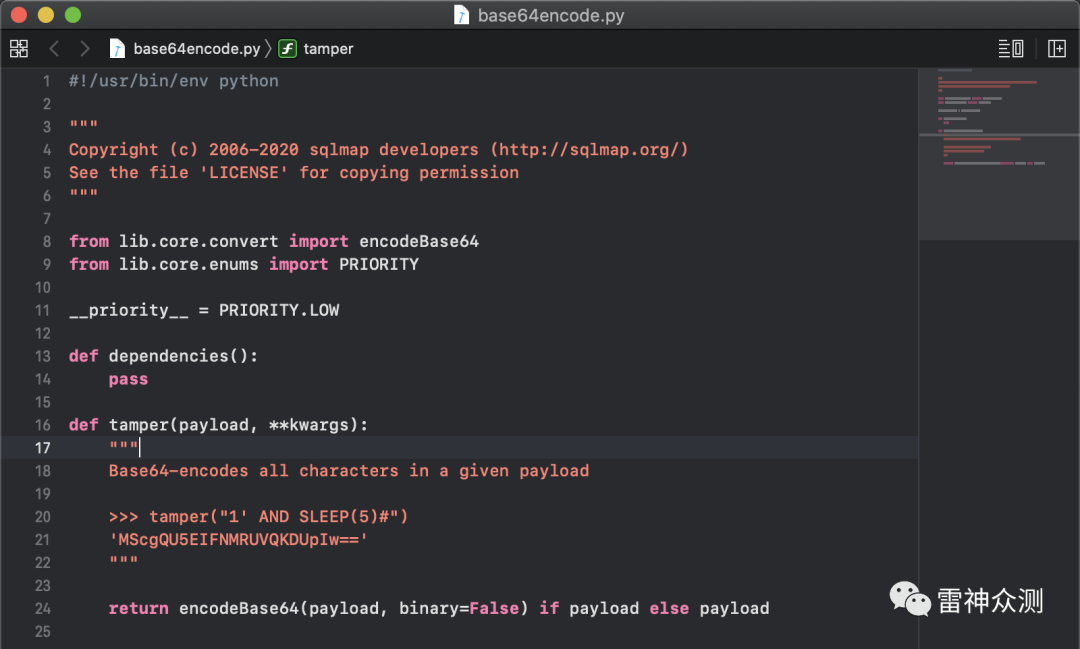 base64encode.py
base64encode.py 〉 f tamper
1 #!/usr/bin/env python
2
3 """
4 Copyright (c) 2006-2020 sqlmap developers (http://sqlmap.org/)
5 See the file 'LICENSE' for copying permission
6 """
7
8 from lib.core.convert import encodeBase64
9 from lib.core.enums import PRIORITY
10
11 __priority__ = PRIORITY.LOW
12
13 def dependencies():
14     pass
15
16 def tamper(payload, **kwargs):
17     """
18     Base64-encodes all characters in a given payload
19
20     >>> tamper("1' AND SLEEP(5)#")
21     'MScgQU5EIFNMRUVQKDUpIw=='
22     """
23
24     return encodeBase64(payload, binary=False) if payload else payload
25
雷神众测